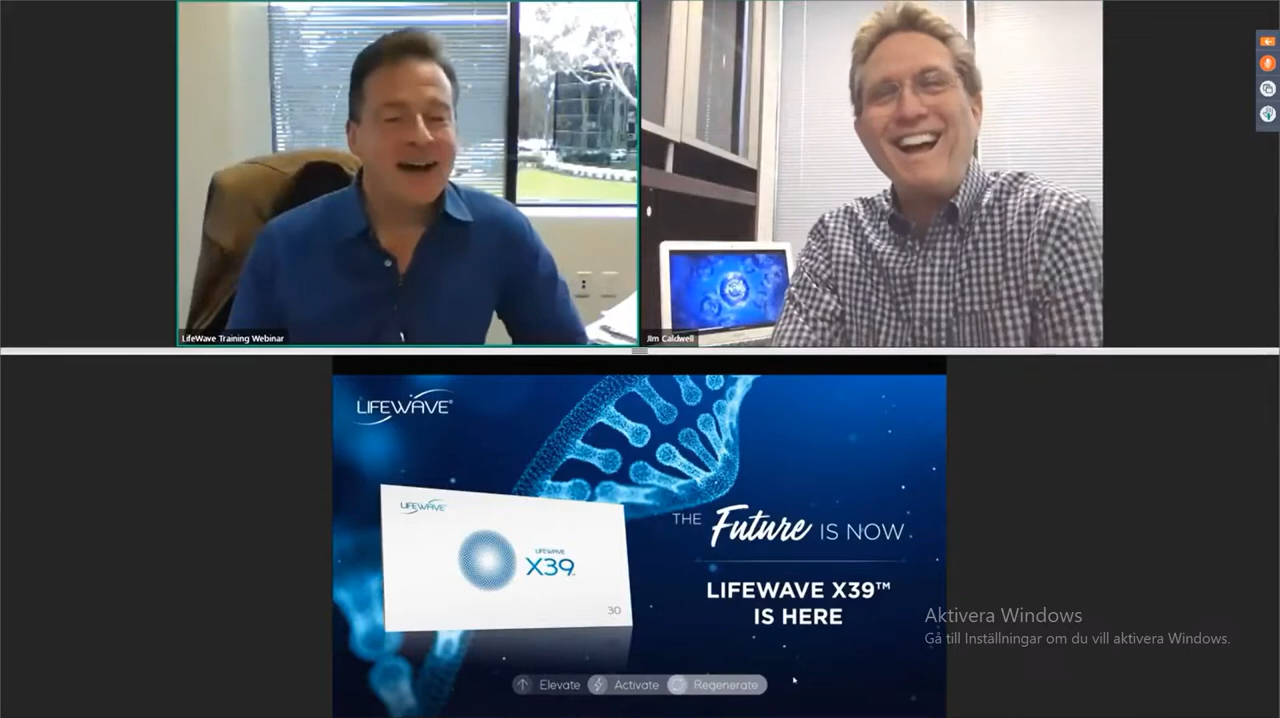 LifeWave Training Webinar
Jim Caldwell
LIFEWAVE®
LIFEWAVE
LIFEWAVE
X39
30
THE Future IS NOW
LIFEWAVE X39™
IS HERE
Aktivera Windows
Gå till Inställningar om du vill aktivera Windows.
Elevate Activate Regenerate